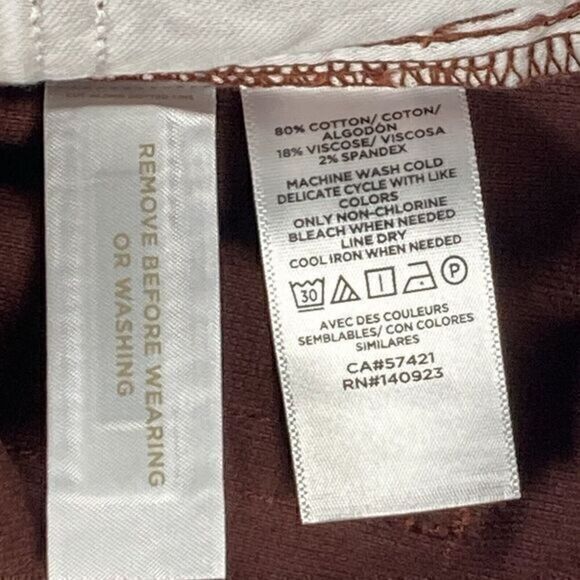 REMOVE BEFORE WEARING
OR WASHING
80% COTTON/ COTON/
ALGODÓN
18% VISCOSE/ VISCOSA
2% SPANDEX
MACHINE WASH COLD
DELICATE CYCLE WITH LIKE
COLORS
ONLY NON-CHLORINE
BLEACH WHEN NEEDED
LINE DRY
COOL IRON WHEN NEEDED
30 P
AVEC DES COULEURS
SEMBLABLES/ CON COLORES
SIMILARES
CA#57421
RN#140923